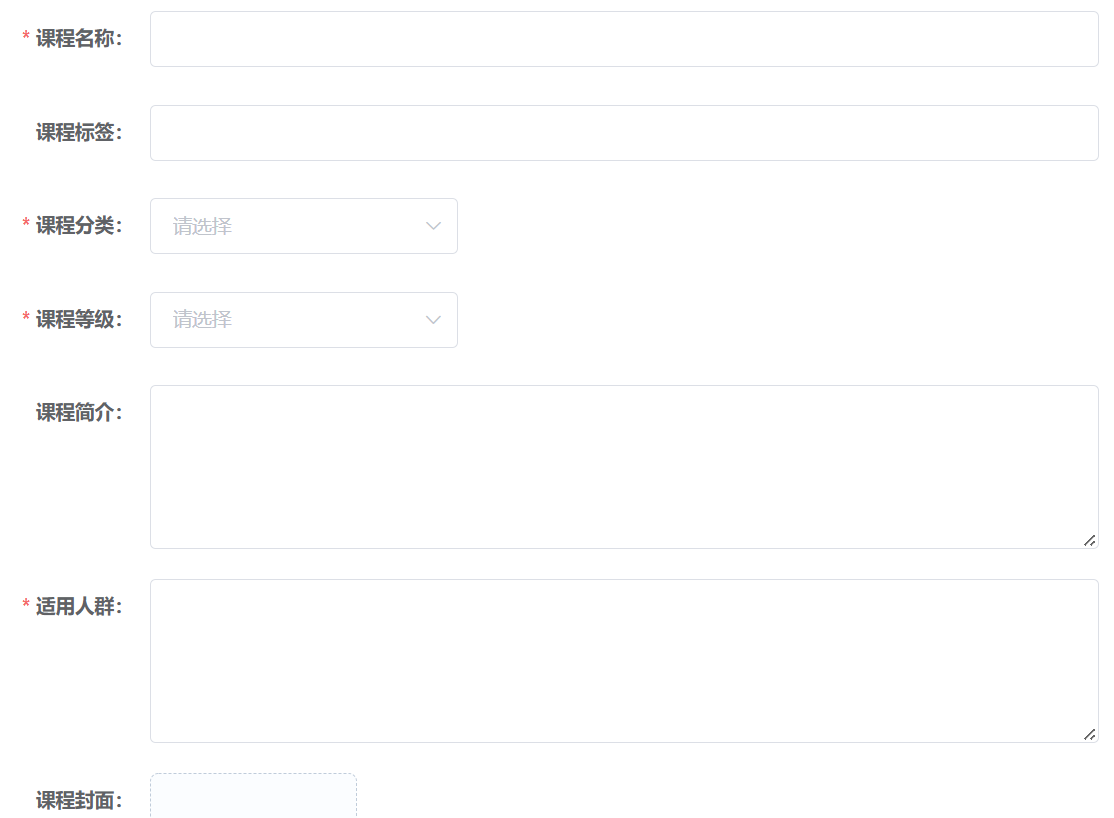 * 课程名称：
课程标签：
* 课程分类： 请选择
* 课程等级： 请选择
课程简介：
* 适用人群：
课程封面：